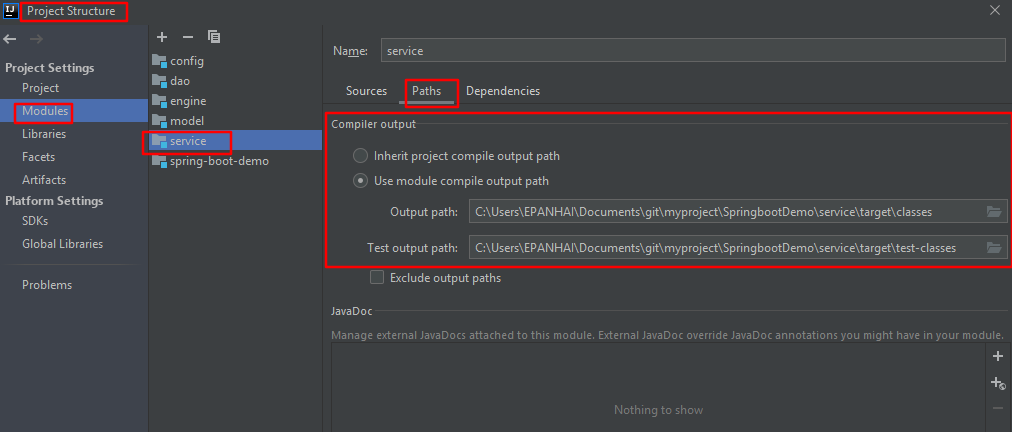 Project Structure
Project Settings
Project
Modules
Libraries
Facets
Artifacts
Platform Settings
SDKs
Global Libraries
Problems
config
dao
engine
model
service
spring-boot-demo
Name: service
Sources Paths Dependencies
Compiler output
Inherit project compile output path
Use module compile output path
Output path: C:\Users\EPANHAI\Documents\git\myproject\SpringbootDemo\service\target\classes
Test output path: C:\Users\EPANHAI\Documents\git\myproject\SpringbootDemo\service\target\test-classes
Exclude output paths
JavaDoc
Manage external JavaDocs attached to this module. External JavaDoc override JavaDoc annotations you might have in your module.
Nothing to show